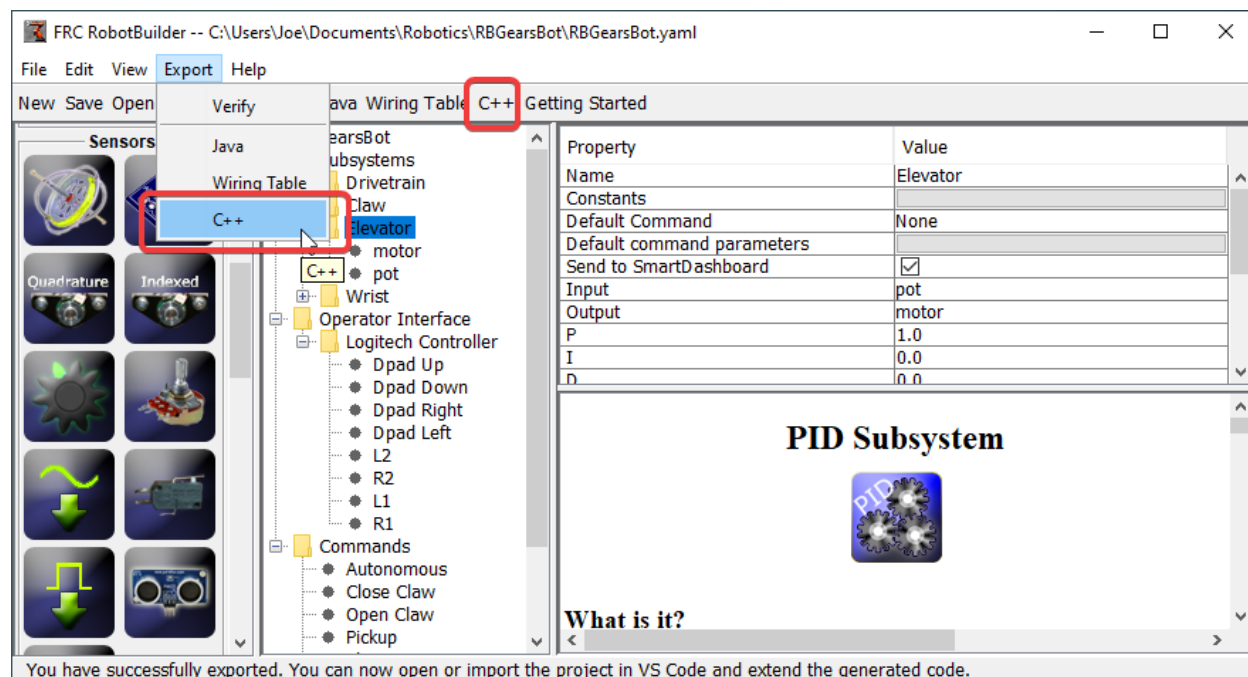 FRC RobotBuilder -- C:\Users\Joe\Documents\Robotics\RBGearsBot\RBGearsBot.yaml
File Edit View Export Help
New Save Open ava Wiring Table C++ Getting Started
Verify
Java
Wiring Table
C++
C++
Sensors
Quadrature Indexed
earsBot
ubsystems
Drivetrain
Claw
Elevator
motor
pot
Wrist
Operator Interface
Logitech Controller
Dpad Up
Dpad Down
Dpad Right
Dpad Left
L2
R2
L1
R1
Commands
Autonomous
Close Claw
Open Claw
Pickup
Property Value
Name Elevator
Constants
Default Command None
Default command parameters
Send to SmartDashboard
Input pot
Output motor
P 1.0
I 0.0
D 0.0
PID Subsystem
PID
What is it?
You have successfully exported. You can now open or import the project in VS Code and extend the generated code.